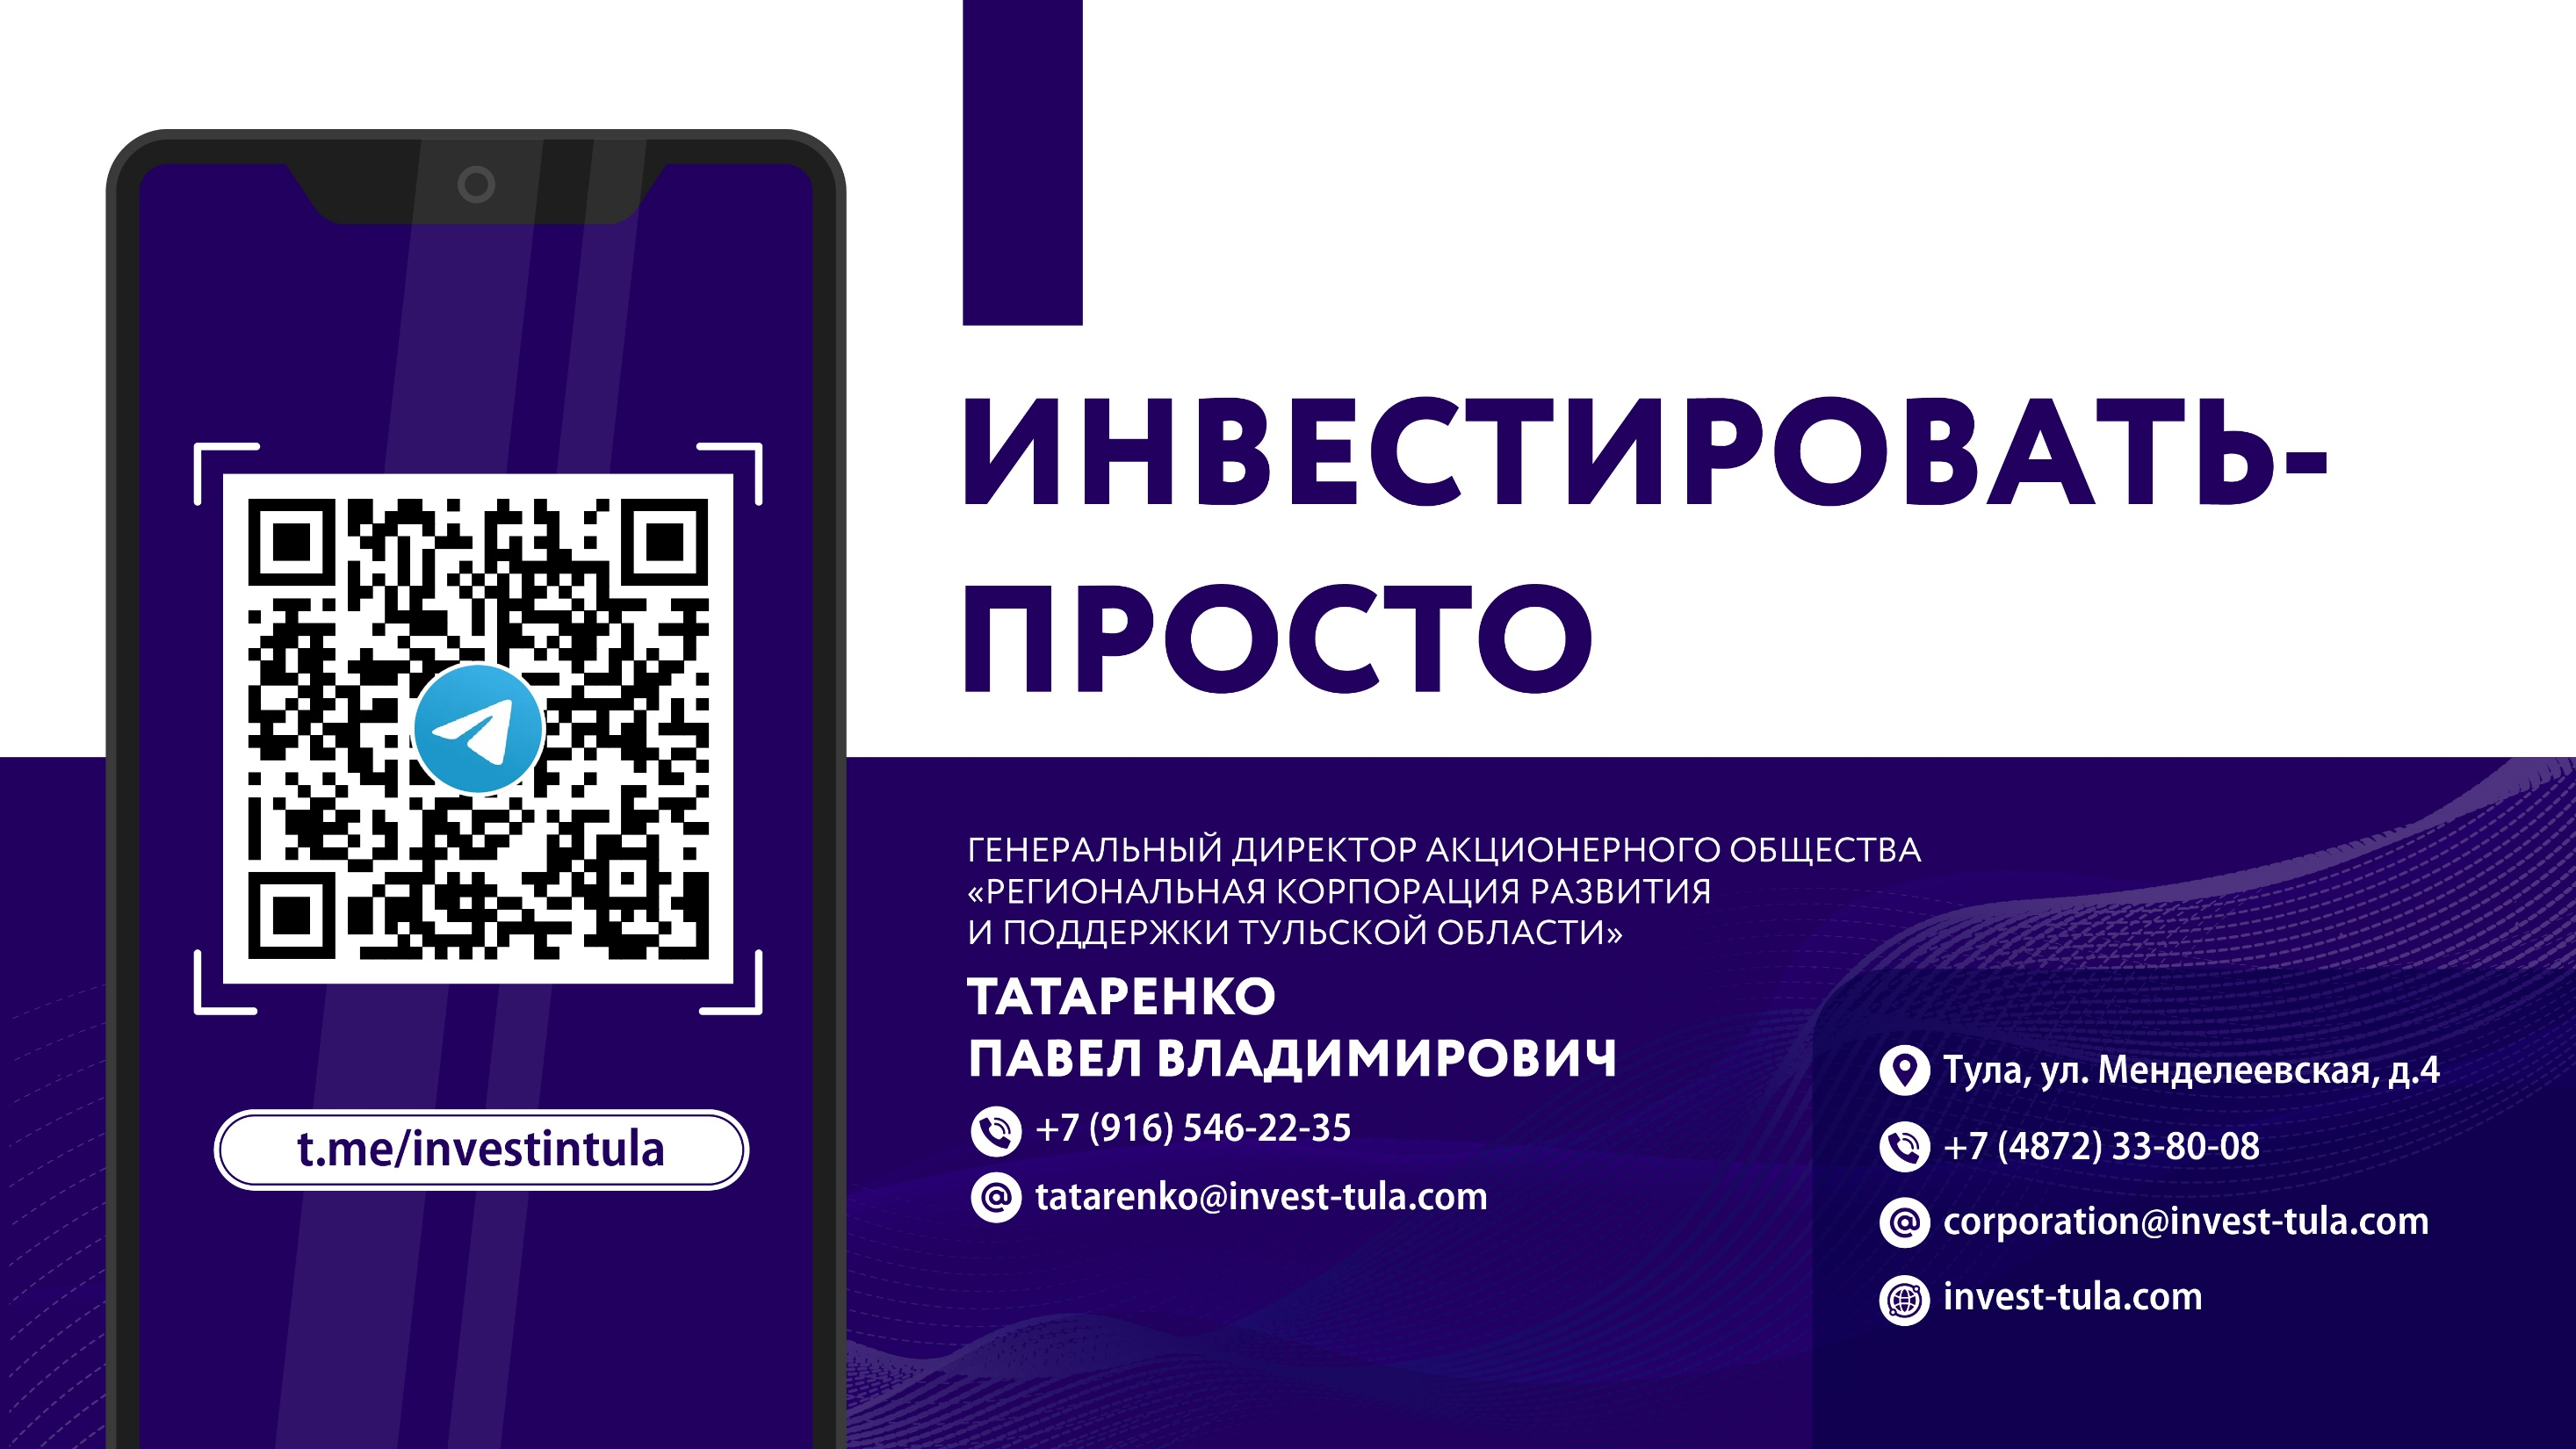 ИНВЕСТИРОВАТЬ-
ПРОСТО
t.me/investintula
ГЕНЕРАЛЬНЫЙ ДИРЕКТОР АКЦИОНЕРНОГО ОБЩЕСТВА
«РЕГИОНАЛЬНАЯ КОРПОРАЦИЯ РАЗВИТИЯ
И ПОДДЕРЖКИ ТУЛЬСКОЙ ОБЛАСТИ»
ТАТАРЕНКО
ПАВЕЛ ВЛАДИМИРОВИЧ
+7 (916) 546-22-35
tatarenko@invest-tula.com
Тула, ул. Менделеевская, д.4
+7 (4872) 33-80-08
corporation@invest-tula.com
invest-tula.com